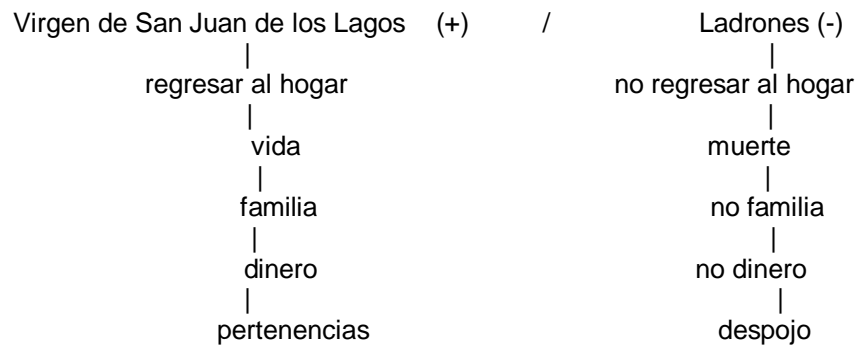 Virgen de San Juan de los Lagos (+) / Ladrones (-)
| |
regresar al hogar no regresar al hogar
| |
vida muerte
| |
familia no familia
| |
dinero no dinero
| |
pertenencias despojo